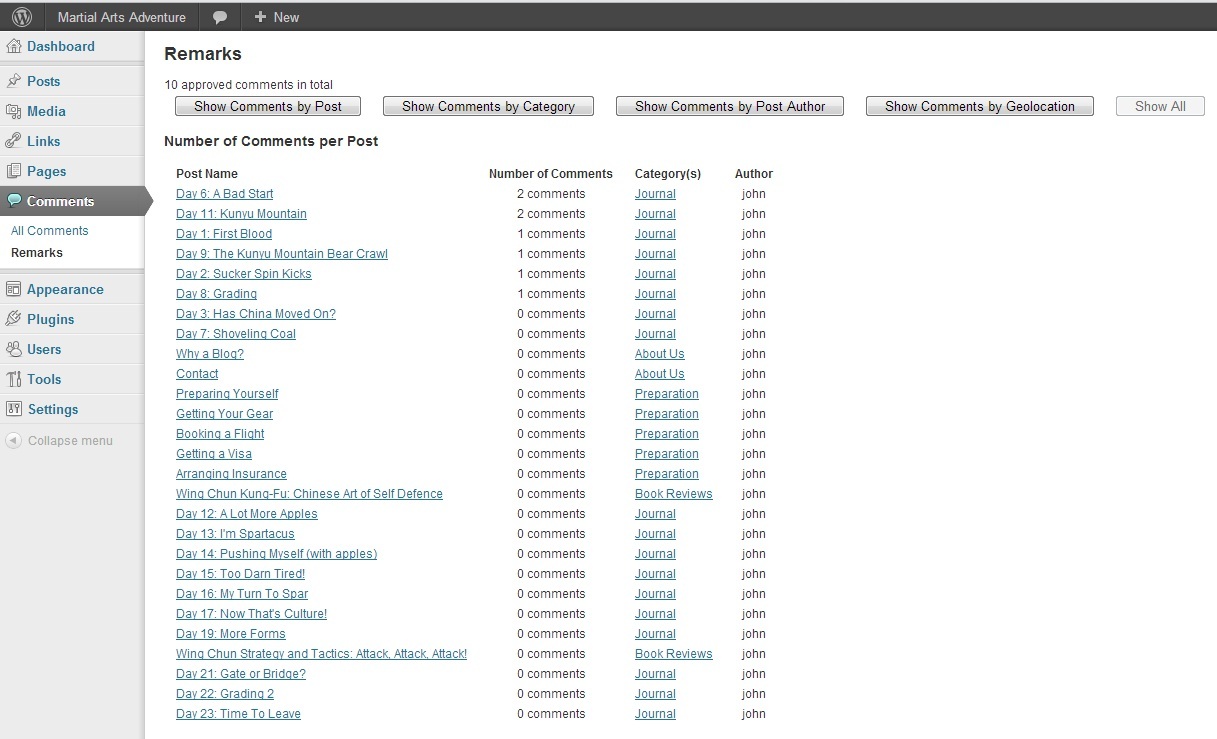 Martial Arts Adventure + New
Dashboard
Posts
Media
Links
Pages
Comments
All Comments
Remarks
Appearance
Plugins
Users
Tools
Settings
Collapse menu
Remarks
10 approved comments in total
Show Comments by Post Show Comments by Category Show Comments by Post Author Show Comments by Geolocation Show All
Number of Comments per Post
Post Name Number of Comments Category(s) Author
Day 6: A Bad Start 2 comments Journal john
Day 11: Kunyu Mountain 2 comments Journal john
Day 1: First Blood 1 comments Journal john
Day 9: The Kunyu Mountain Bear Crawl 1 comments Journal john
Day 2: Sucker Spin Kicks 1 comments Journal john
Day 8: Grading 1 comments Journal john
Day 3: Has China Moved On? 0 comments Journal john
Day 7: Shoveling Coal 0 comments Journal john
Why a Blog? 0 comments About Us john
Contact 0 comments About Us john
Preparing Yourself 0 comments Preparation john
Getting Your Gear 0 comments Preparation john
Booking a Flight 0 comments Preparation john
Getting a Visa 0 comments Preparation john
Arranging Insurance 0 comments Preparation john
Wing Chun Kung-Fu: Chinese Art of Self Defence 0 comments Book Reviews john
Day 12: A Lot More Apples 0 comments Journal john
Day 13: I'm Spartacus 0 comments Journal john
Day 14: Pushing Myself (with apples) 0 comments Journal john
Day 15: Too Darn Tired! 0 comments Journal john
Day 16: My Turn To Spar 0 comments Journal john
Day 17: Now That's Culture! 0 comments Journal john
Day 19: More Forms 0 comments Journal john
Wing Chun Strategy and Tactics: Attack, Attack, Attack! 0 comments Book Reviews john
Day 21: Gate or Bridge? 0 comments Journal john
Day 22: Grading 2 0 comments Journal john
Day 23: Time To Leave 0 comments Journal john